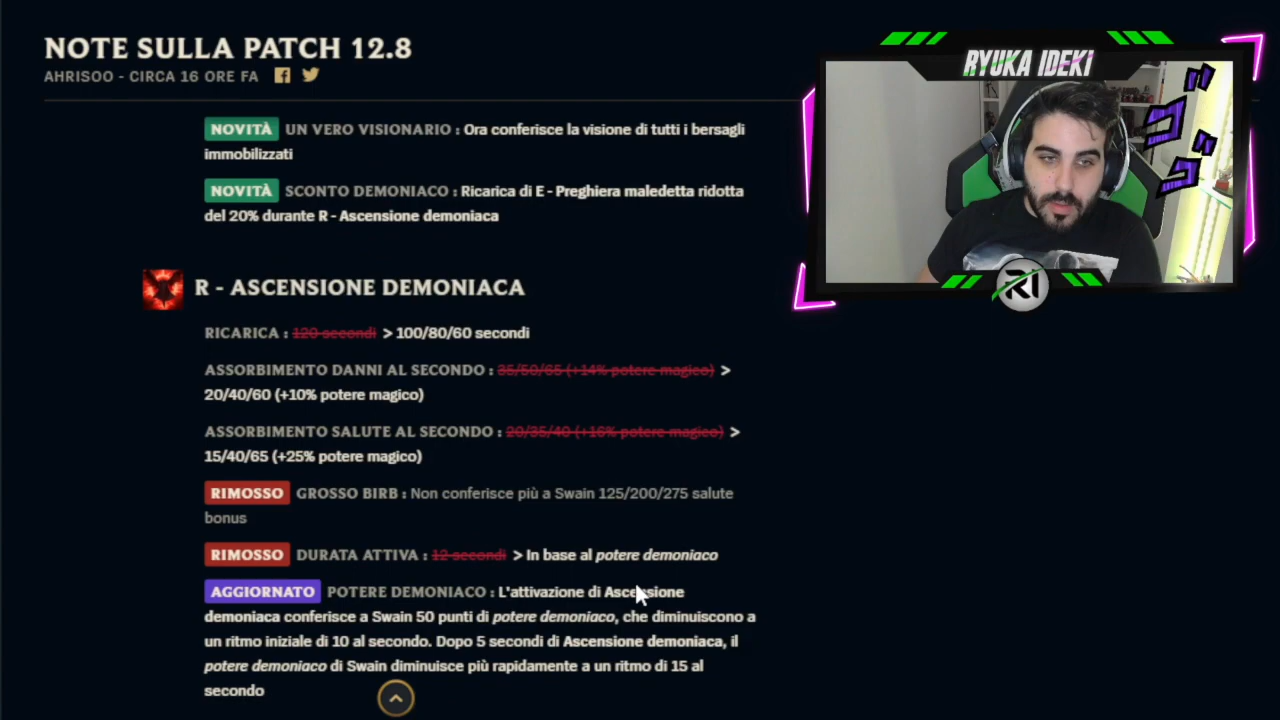 NOTE SULLA PATCH 12.8
AHRISOO - CIRCA 16 ORE FA
RYUKA IDEKI
NOVITÀ UN VERO VISIONARIO : Ora conferisce la visione di tutti i bersagli
immobilizzati
NOVITÀ SCONTO DEMONIACO : Ricarica di E - Preghiera maledetta ridotta
del 20% durante R - Ascensione demoniaca
RI
R - ASCENSIONE DEMONIACA
RICARICA : 120 secondi > 100/80/60 secondi
ASSORBIMENTO DANNI AL SECONDO : 35/50/65 (+14% potere magico) >
20/40/60 (+10% potere magico)
ASSORBIMENTO SALUTE AL SECONDO : 20/35/40 (+16% potere magico) >
15/40/65 (+25% potere magico)
RIMOSSO GROSSO BIRB : Non conferisce più a Swain 125/200/275 salute
bonus
RIMOSSO DURATA ATTIVA : 12 secondi > In base al potere demoniaco
AGGIORNATO POTERE DEMONIACO : L'attivazione di Ascensione
demoniaca conferisce a Swain 50 punti di potere demoniaco, che diminuiscono a
un ritmo iniziale di 10 al secondo. Dopo 5 secondi di Ascensione demoniaca, il
potere demoniaco di Swain diminuisce più rapidamente a un ritmo di 15 al
secondo